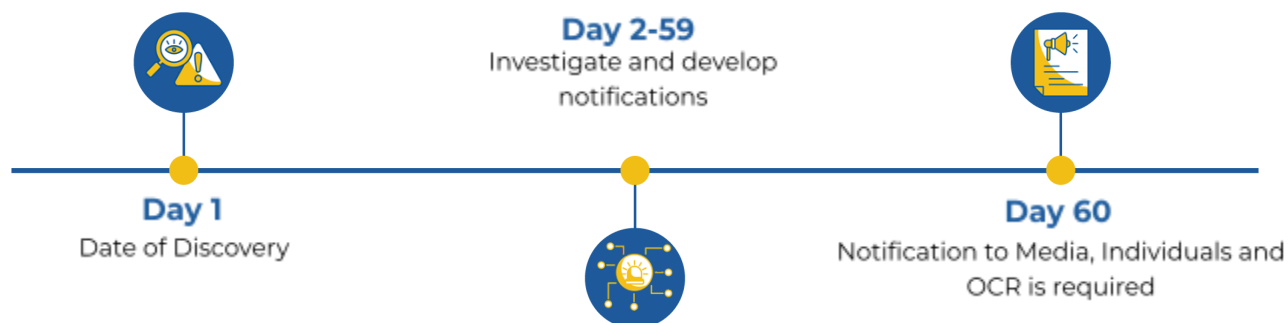 Day 1
Date of Discovery
Day 2-59
Investigate and develop
notifications
Day 60
Notification to Media, Individuals and
OCR is required